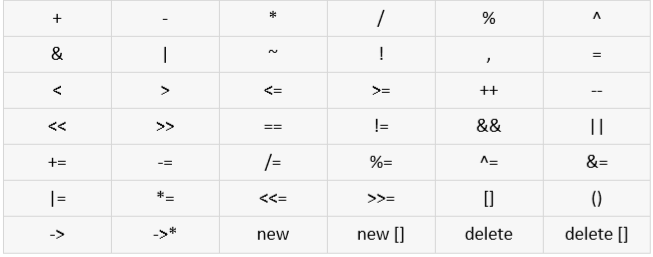 + - * / % ^
& | ~ ! , =
< > <= >= ++ --
<< >> == != && ||
+= -= /= %= ^= &=
|= *= <<= >>= [] ()
-> ->* new new [] delete delete []